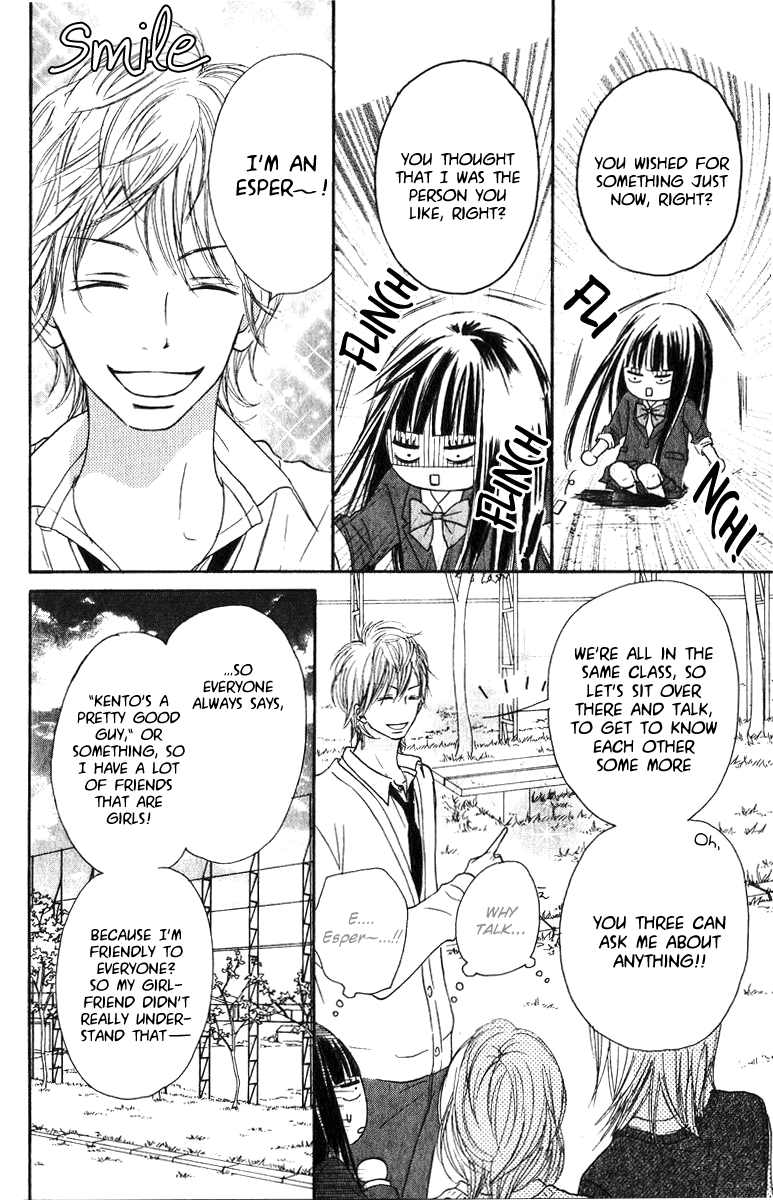 YOU WISHED FOR
SOMETHING JUST
NOW, RIGHT?
FLI
NCH!
YOU THOUGHT
THAT I WAS THE
PERSON YOU
LIKE, RIGHT?
FLINCH
FLINCH
Smile
I'M AN
ESPER~!
WE'RE ALL IN THE
SAME CLASS, SO
LET'S SIT OVER
THERE AND TALK,
TO GET TO KNOW
EACH OTHER
SOME MORE
Oh,
YOU THREE CAN
ASK ME ABOUT
ANYTHING!!
WHY
TALK...
E....
Esper~...!!
...SO
EVERYONE
ALWAYS SAYS,
"KENTO'S A
PRETTY GOOD
GUY," OR
SOMETHING, SO
I HAVE A LOT
OF FRIENDS
THAT ARE
GIRLS!
BECAUSE I'M
FRIENDLY TO
EVERYONE?
SO MY GIRL-
FRIEND DIDN'T
REALLY UNDER-
STAND THAT—